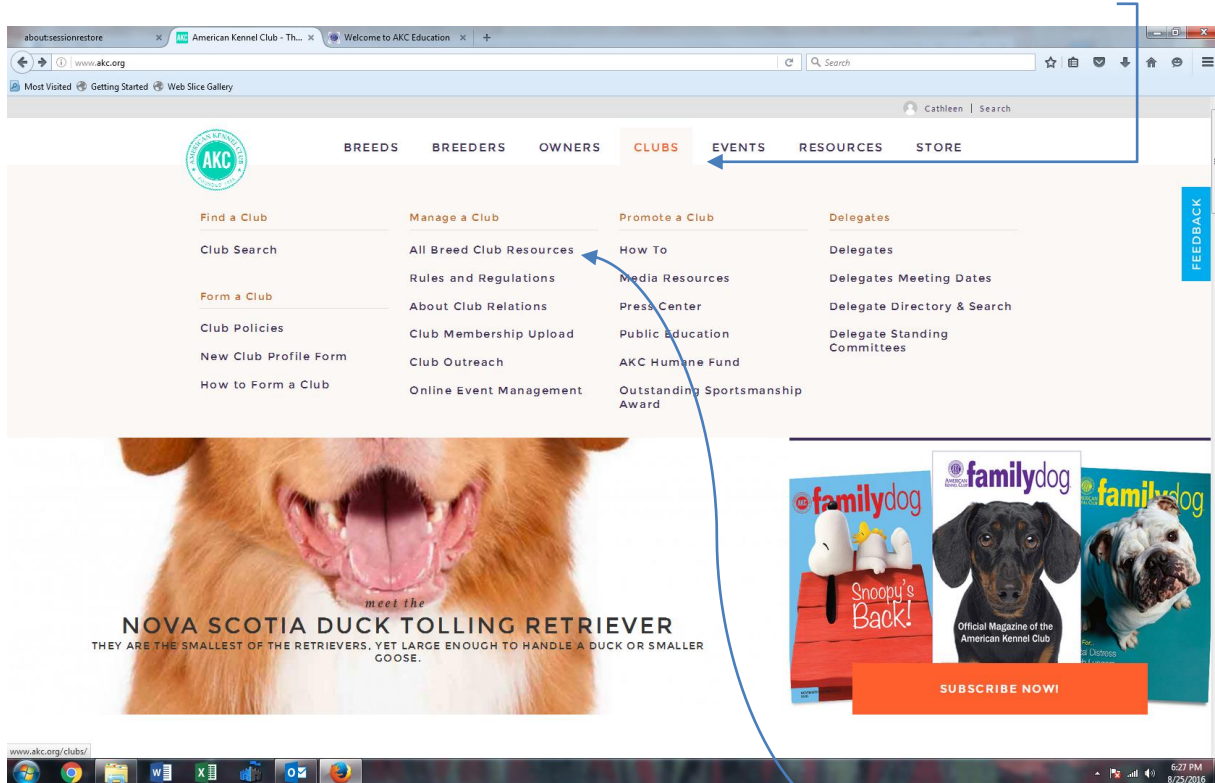 about:sessionrestore
American Kennel Club - Th...
Welcome to AKC Education
www.akc.org
Search
Most Visited Getting Started Web Slice Gallery
Cathleen | Search
AKC
BREEDS BREEDERS OWNERS CLUBS EVENTS RESOURCES STORE
FEEDBACK
Find a Club
Club Search
Form a Club
Club Policies
New Club Profile Form
How to Form a Club
Manage a Club
All Breed Club Resources
Rules and Regulations
About Club Relations
Club Membership Upload
Club Outreach
Online Event Management
Promote a Club
How To
Media Resources
Press Center
Public Education
AKC Humane Fund
Outstanding Sportsmanship
Award
Delegates
Delegates
Delegates Meeting Dates
Delegate Directory & Search
Delegate Standing
Committees
meet the
NOVA SCOTIA DUCK TOLLING RETRIEVER
THEY ARE THE SMALLEST OF THE RETRIEVERS, YET LARGE ENOUGH TO HANDLE A DUCK OR SMALLER
GOOSE.
familydog
Snoopy's
Back!
familydog
Official Magazine of the
American Kennel Club
familydog
SUBSCRIBE NOW!
www.akc.org/clubs/
6:27 PM
8/25/2016